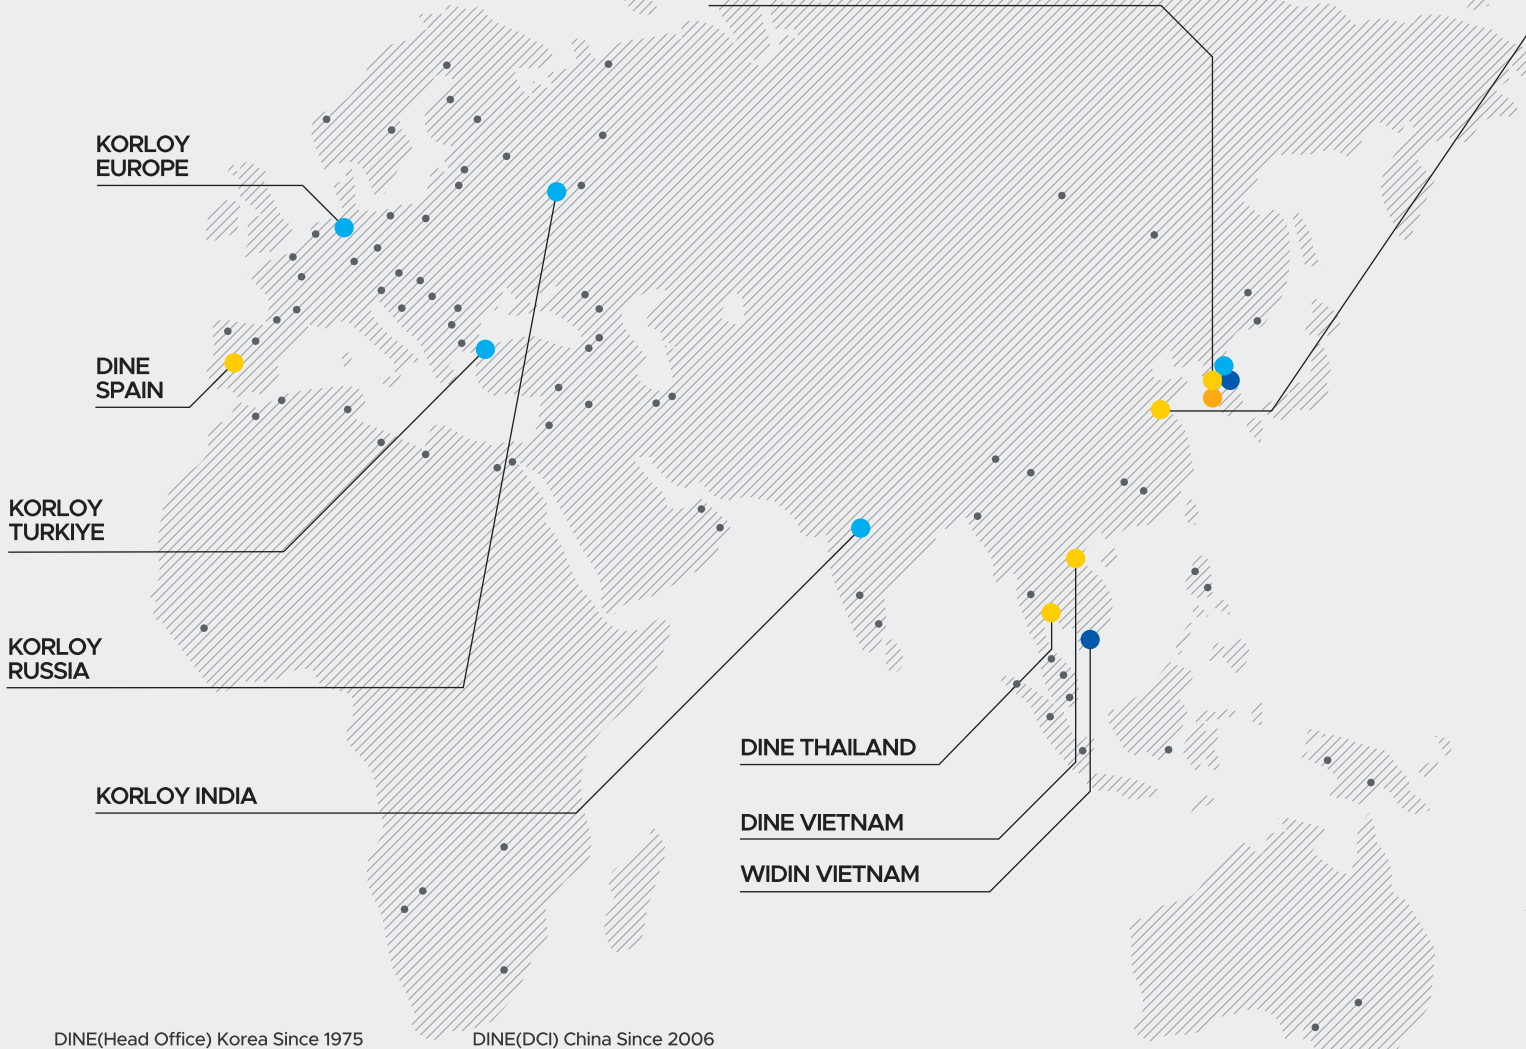 KORLOY
EUROPE
DINE
SPAIN
KORLOY
TURKIYE
KORLOY
RUSSIA
KORLOY INDIA
DINE THAILAND
DINE VIETNAM
WIDIN VIETNAM
DINE(Head Office) Korea Since 1975
DINE(DCI) China Since 2006